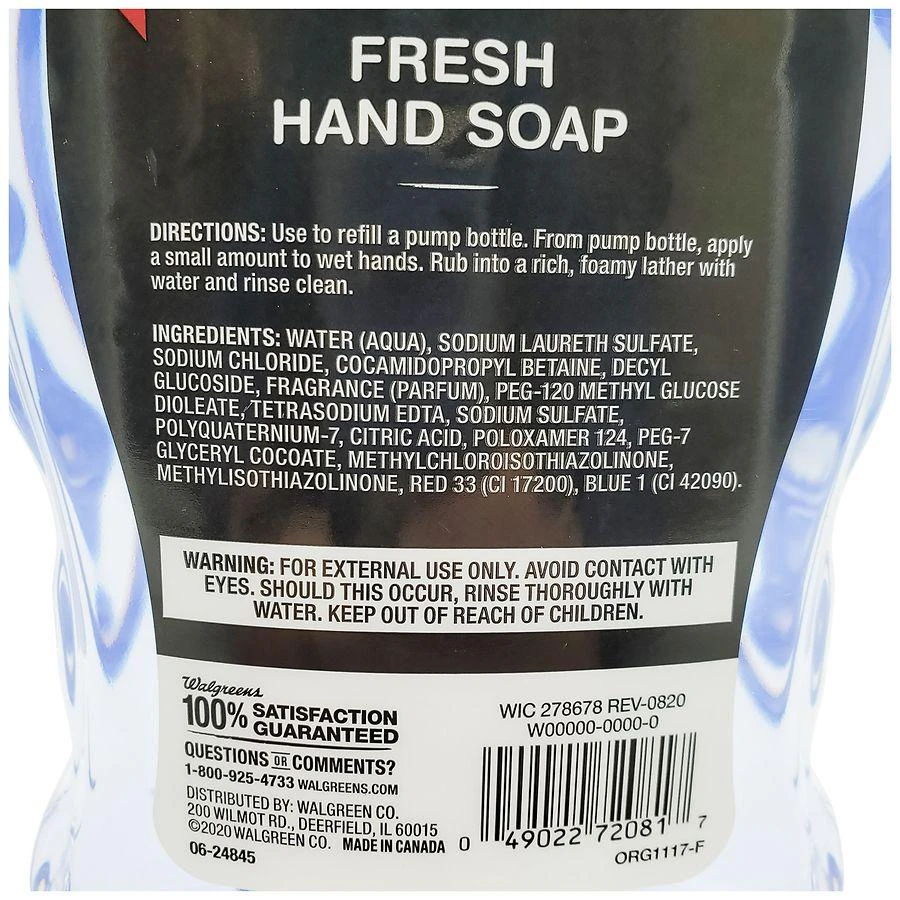 FRESH
HAND SOAP
DIRECTIONS: Use to refill a pump bottle. From pump bottle, apply
a small amount to wet hands. Rub into a rich, foamy lather with
water and rinse clean.
INGREDIENTS: WATER (AQUA), SODIUM LAURETH SULFATE,
SODIUM CHLORIDE, COCAMIDOPROPYL BETAINE, DECYL
GLUCOSIDE, FRAGRANCE (PARFUM), PEG-120 METHYL GLUCOSE
DIOLEATE, TETRASODIUM EDTA, SODIUM SULFATE,
POLYQUATERNIUM-7, CITRIC ACID, POLOXAMER 124, PEG-7
GLYCERYL COCOATE, METHYLCHLOROISOTHIAZOLINONE,
METHYLISOTHIAZOLINONE, RED 33 (CI 17200), BLUE 1 (CI 42090).
WARNING: FOR EXTERNAL USE ONLY. AVOID CONTACT WITH
EYES. SHOULD THIS OCCUR, RINSE THOROUGHLY WITH
WATER. KEEP OUT OF REACH OF CHILDREN.
Walgreens
100% SATISFACTION
GUARANTEED
QUESTIONS OR COMMENTS?
1-800-925-4733 WALGREENS.COM
DISTRIBUTED BY: WALGREEN CO.
200 WILMOT RD., DEERFIELD, IL 60015
©2020 WALGREEN CO. MADE IN CANADA
06-24845
WIC 278678 REV-0820
W00000-0000-0
0 49022 72081 7
ORG1117-F